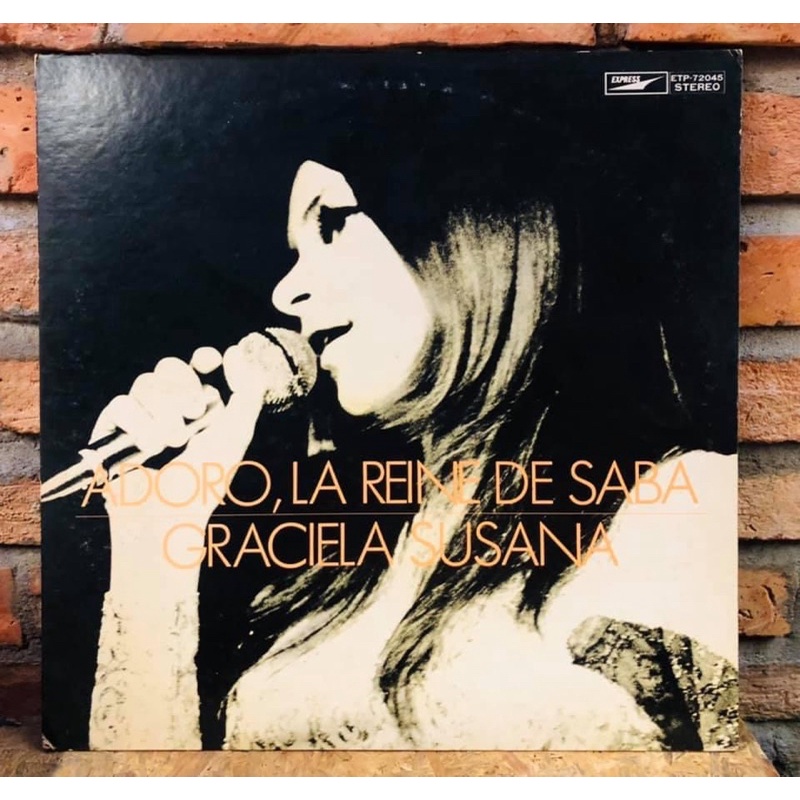 EXPRESS
ETP-72045
STEREO
ADORO, LA REINE DE SABA
GRACIELA SUSANA